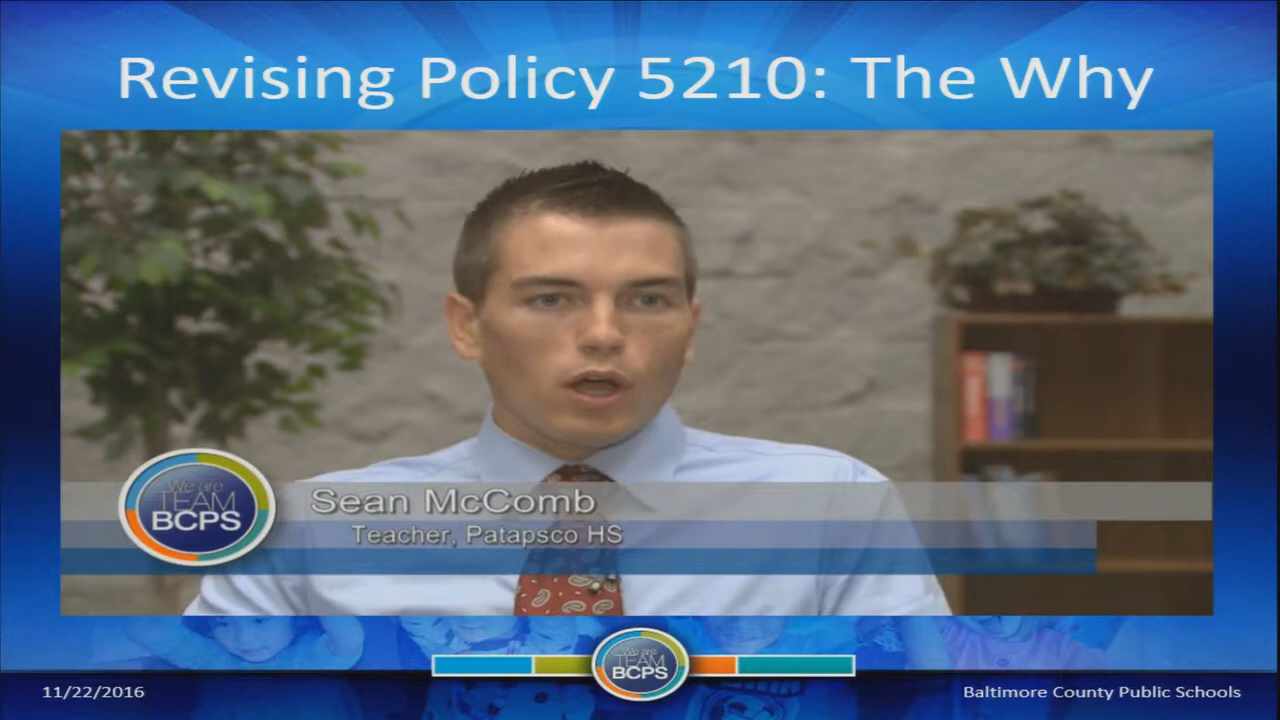 Revising Policy 5210: The Why
We are
TEAM
BCPS
Sean McComb
Teacher, Patapsco HS
We are
TEAM
BCPS
11/22/2016
Baltimore County Public Schools